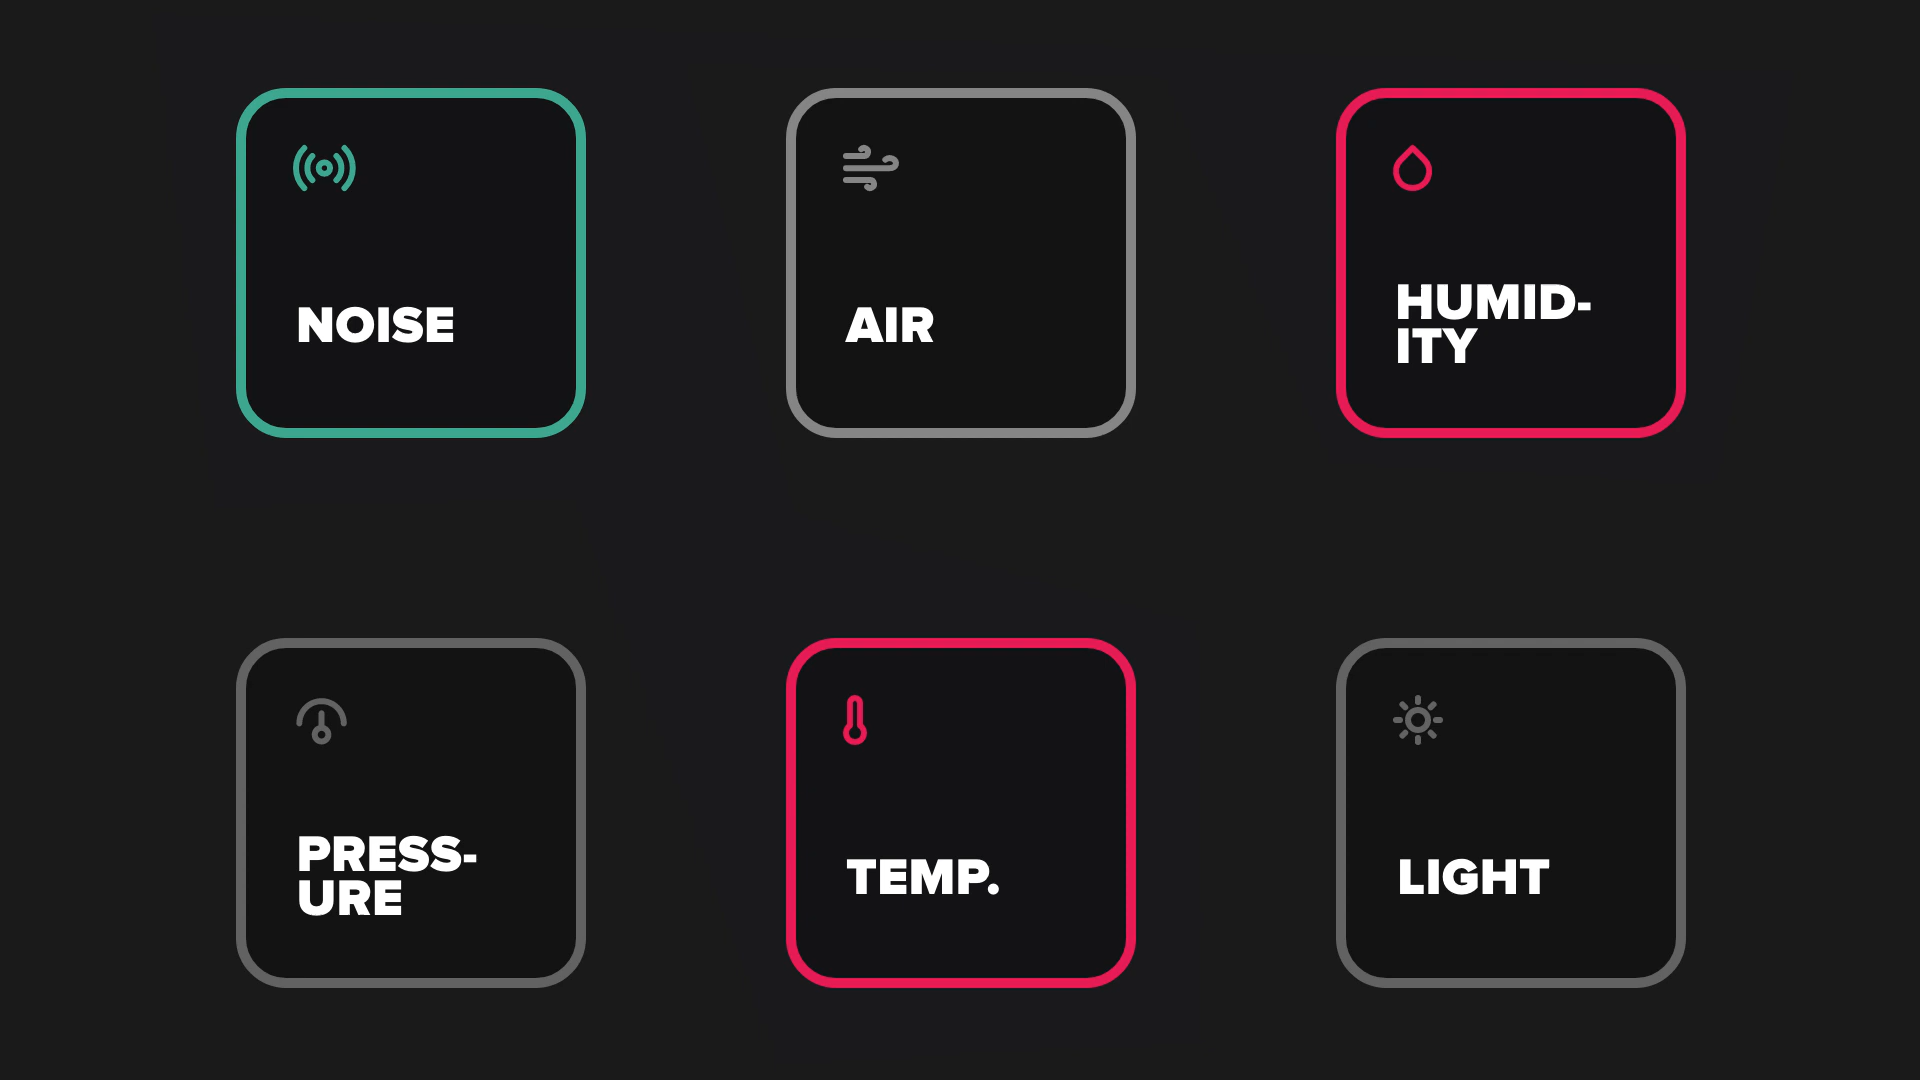 NOISE
AIR
HUMID-
ITY
PRESS-
URE
TEMP.
LIGHT